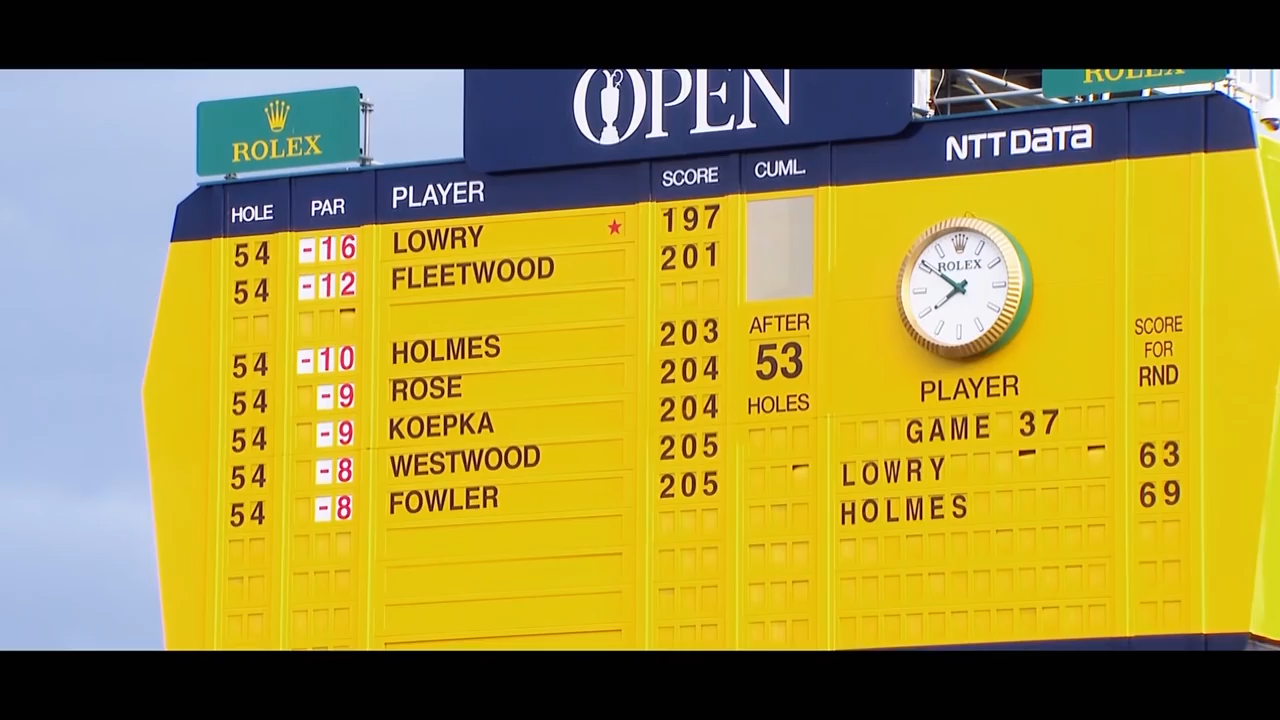 OPEN
ROLEX
ROLEX
NTT DATA
HOLE PAR PLAYER SCORE CUML.
54 -16 LOWRY 197
54 -12 FLEETWOOD 201
54 -10 HOLMES 203
54 -9 ROSE 204
54 -9 KOEPKA 204
54 -8 WESTWOOD 205
54 -8 FOWLER 205
AFTER
53
HOLES
ROLEX
PLAYER
SCORE
FOR
RND
GAME 37
LOWRY 63
HOLMES 69